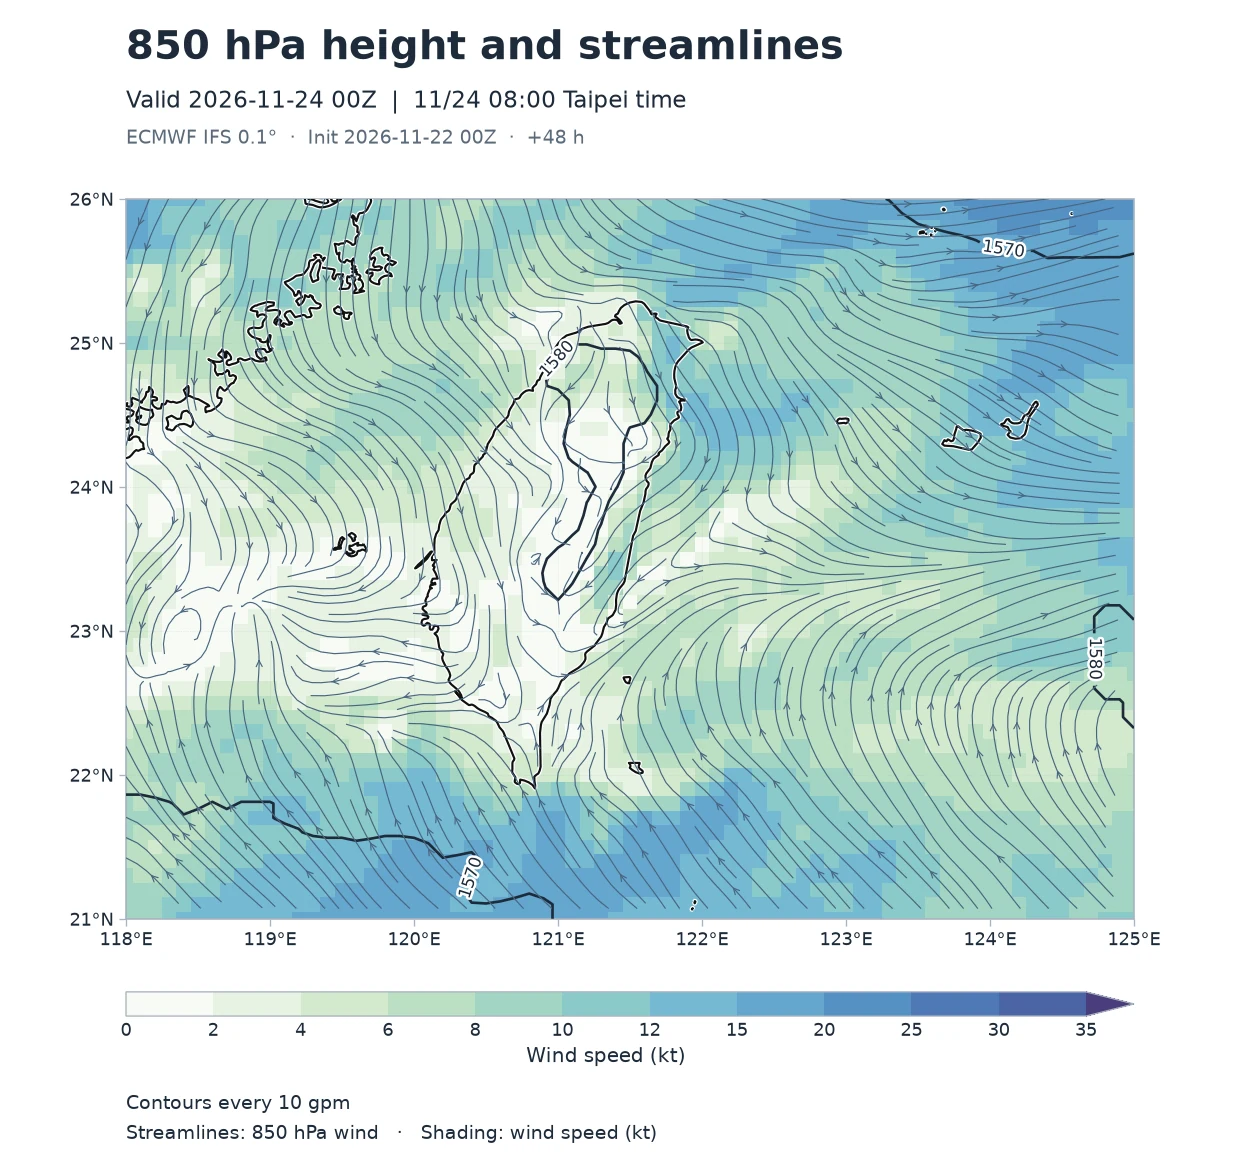 850 hPa height and streamlines
Valid 2026-11-24 00Z | 11/24 08:00 Taipei time
ECMWF IFS 0.1° · Init 2026-11-22 00Z · +48 h
26°N
1570
25°N
1580
24°N
23°N
1580
22°N
1570
21°N
118°E 119°E 120°E 121°E 122°E 123°E 124°E 125°E
0 2 4 6 8 10 12 15 20 25 30 35
Wind speed (kt)
Contours every 10 gpm
Streamlines: 850 hPa wind · Shading: wind speed (kt)